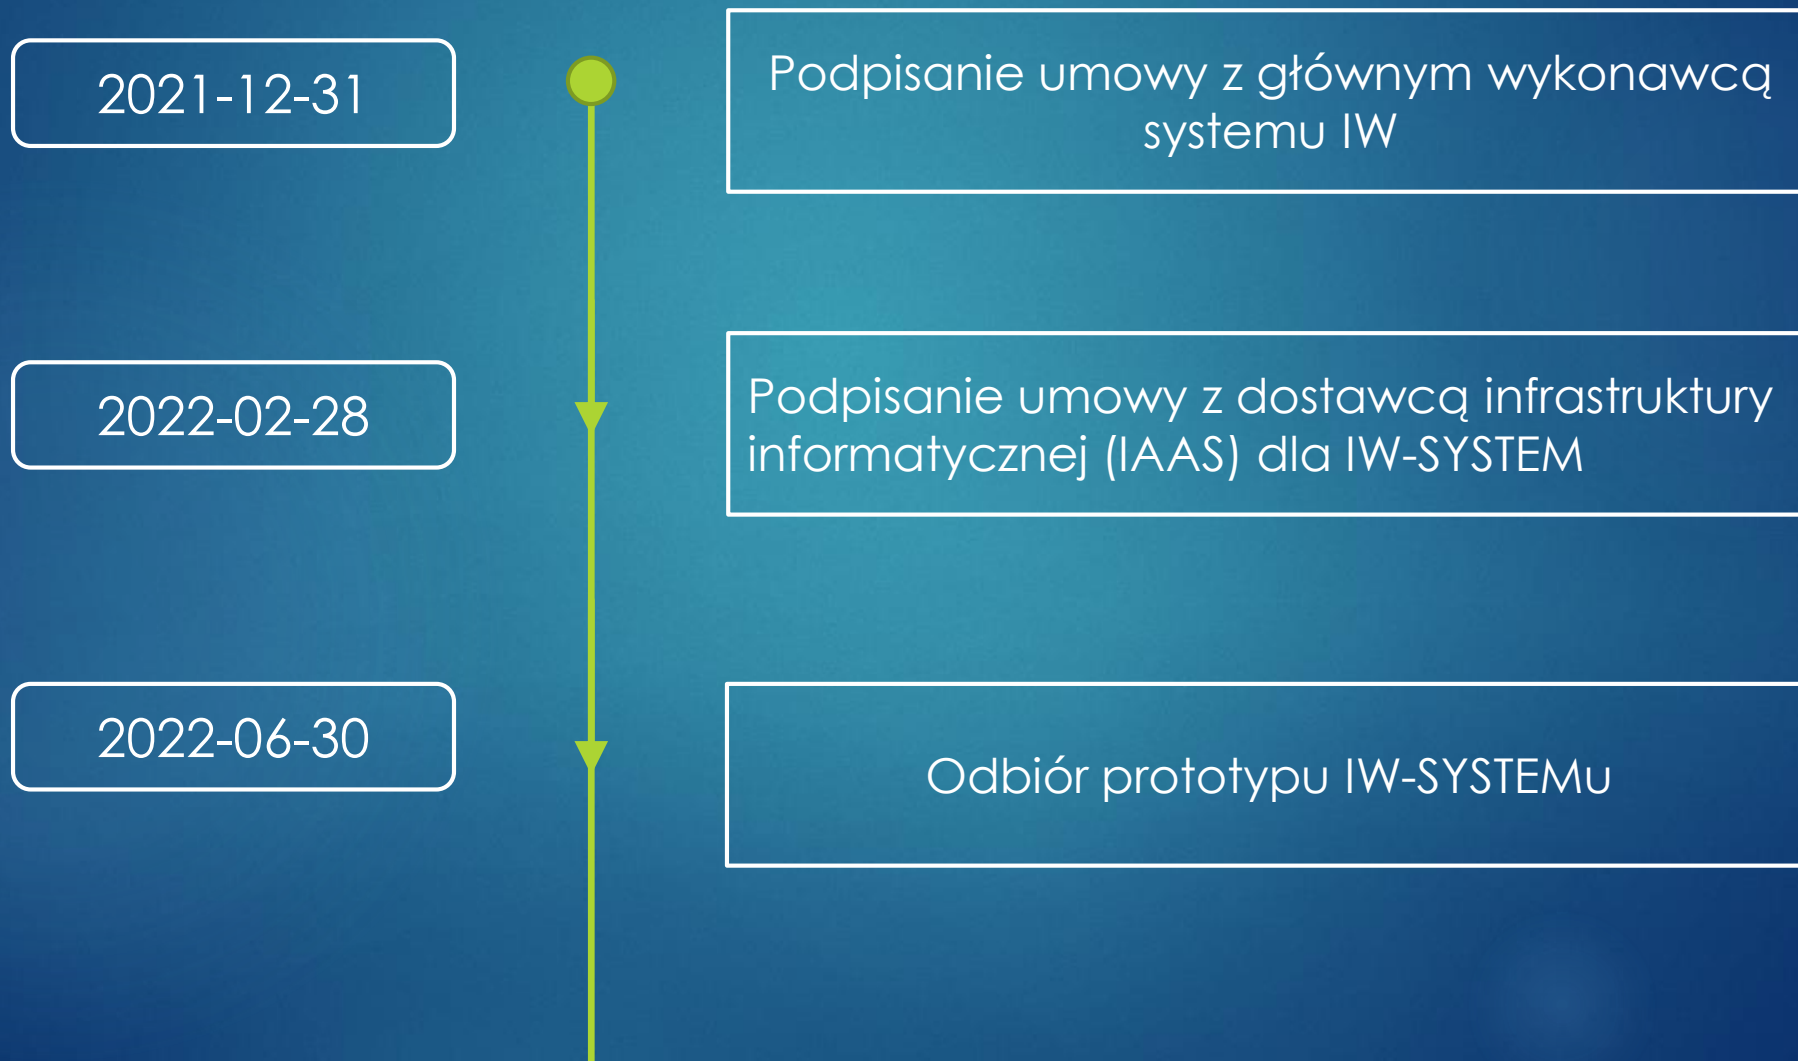 2021-12-31
Podpisanie umowy z głównym wykonawcą
systemu IW
2022-02-28
Podpisanie umowy z dostawcą infrastruktury
informatycznej (IAAS) dla IW-SYSTEM
2022-06-30
Odbiór prototypu IW-SYSTEMu